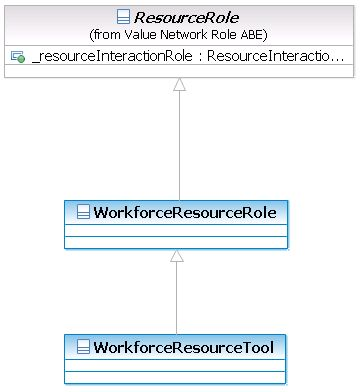 ResourceRole
(from Value Network Role ABE)
_resourceInteractionRole : ResourceInteractio...
WorkforceResourceRole
WorkforceResourceTool